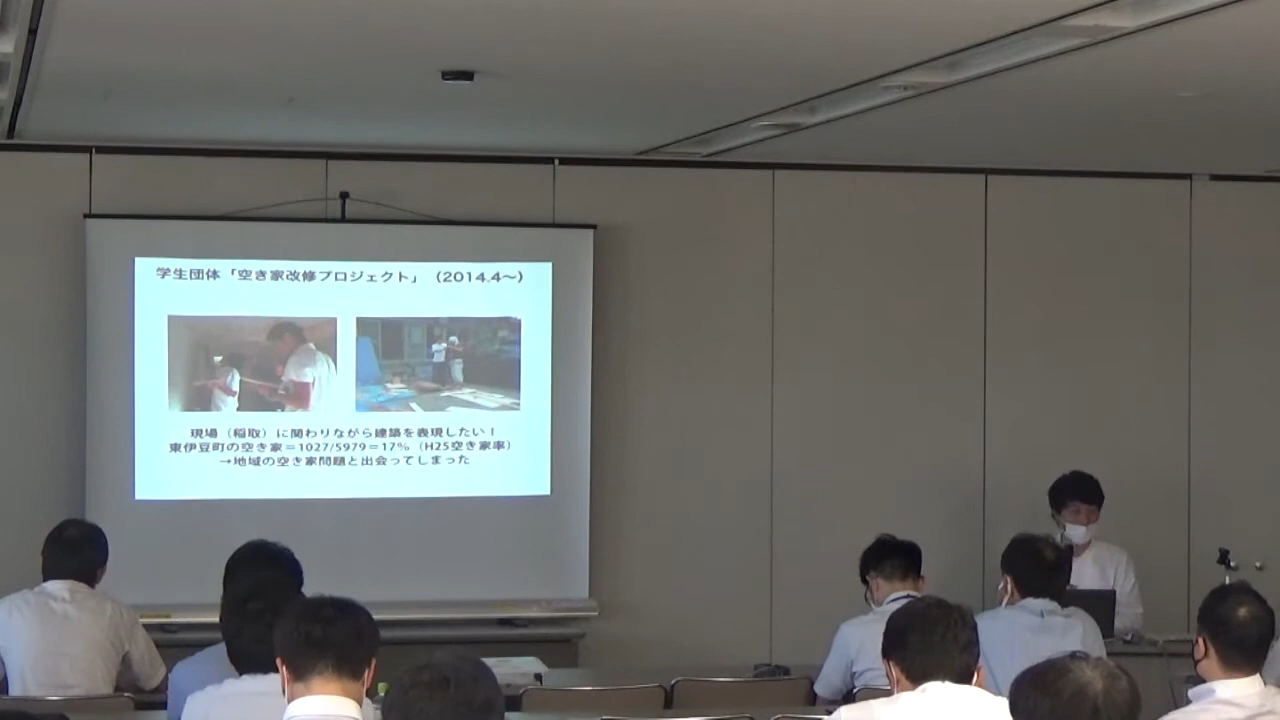 学生団体「空き家改修プロジェクト」（2014.4～）
現場（稲取）に関わりながら建築を表現したい！
東伊豆町の空き家＝1027/5979＝17%（H25空き家率）
→地域の空き家問題と出会ってしまった